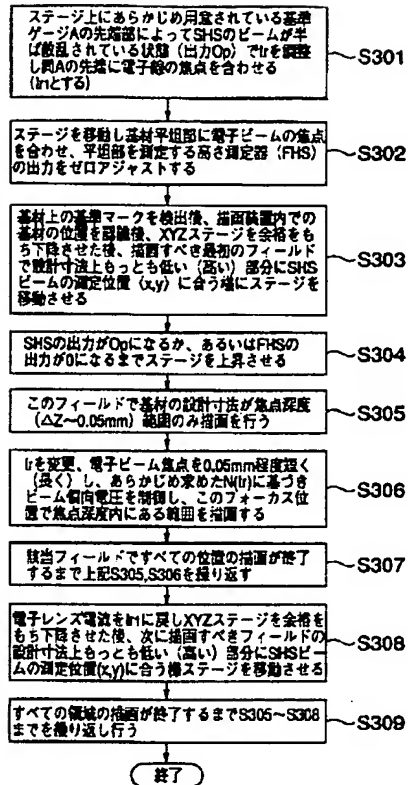 ステージ上にあらかじめ用意されている基準
ゲージAの先端部によってSHSのビームが半
ば散乱されている状態（出力Op）でIrを調整
し同Aの先端に電子線の焦点を合わせる
(Ir1とする)
S301
ステージを移動し基材平坦部に電子ビームの焦点
を合わせ、平坦部を測定する高さ測定器（FHS）
の出力をゼロアジャストする
S302
基材上の基準マークを検出後、描画装置内での
基材の位置を認識後、XYZステージを余裕をも
ち下降させた後、描画すべき最初のフィールド
で設計寸法上もっとも低い（高い）部分にSHS
ビームの測定位置（x,y）に合う様にステージを
移動させる
S303
SHSの出力がOpになるか、あるいはFHSの
出力が0になるまでステージを上昇させる
S304
このフィールドで基材の設計寸法が焦点深度
（ΔZ〜0.05mm）範囲のみ描画を行う
S305
Irを変更、電子ビーム焦点を0.05mm程度短く
（長く）し、あらかじめ求めたN(Ir)に基づき
ビーム偏向電圧を制御し、このフォーカス位
置で焦点深度内にある範囲を描画する
S306
該当フィールドですべての位置の描画が終了
するまで上記S305,S306を繰り返す
S307
電子レンズ電流をIr1に戻しXYZステージを余裕を
もち下降させた後、次に描画すべきフィールドの
設計寸法上もっとも低い（高い）部分にSHSビー
ムの測定位置(x,y)に合う様ステージを移動させる
S308
すべての領域の描画が終了するまでS305〜S308
までを繰り返し行う
S309
終了